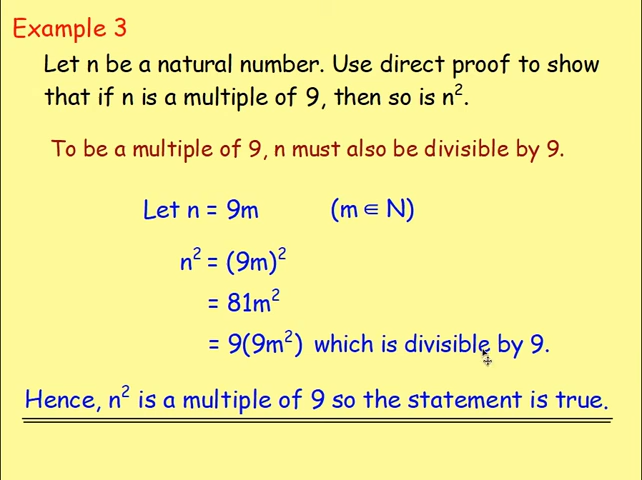 Example 3
Let n be a natural number. Use direct proof to show
that if n is a multiple of 9, then so is n².
To be a multiple of 9, n must also be divisible by 9.
Let n = 9m (m ∈ N)
n² = (9m)²
= 81m²
= 9(9m²) which is divisible by 9.
Hence, n² is a multiple of 9 so the statement is true.